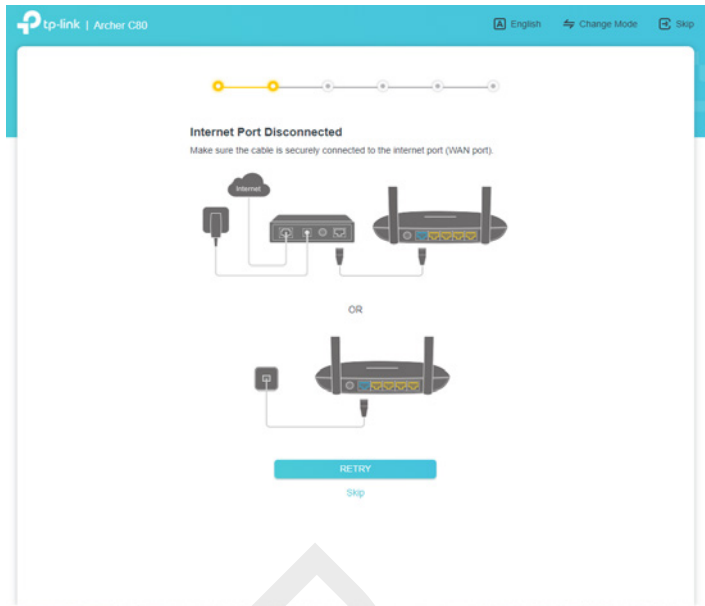 tp-link | Archer C80
English
Change Mode
Skip
Internet Port Disconnected
Make sure the cable is securely connected to the internet port (WAN port).
Internet
OR
RETRY
Skip